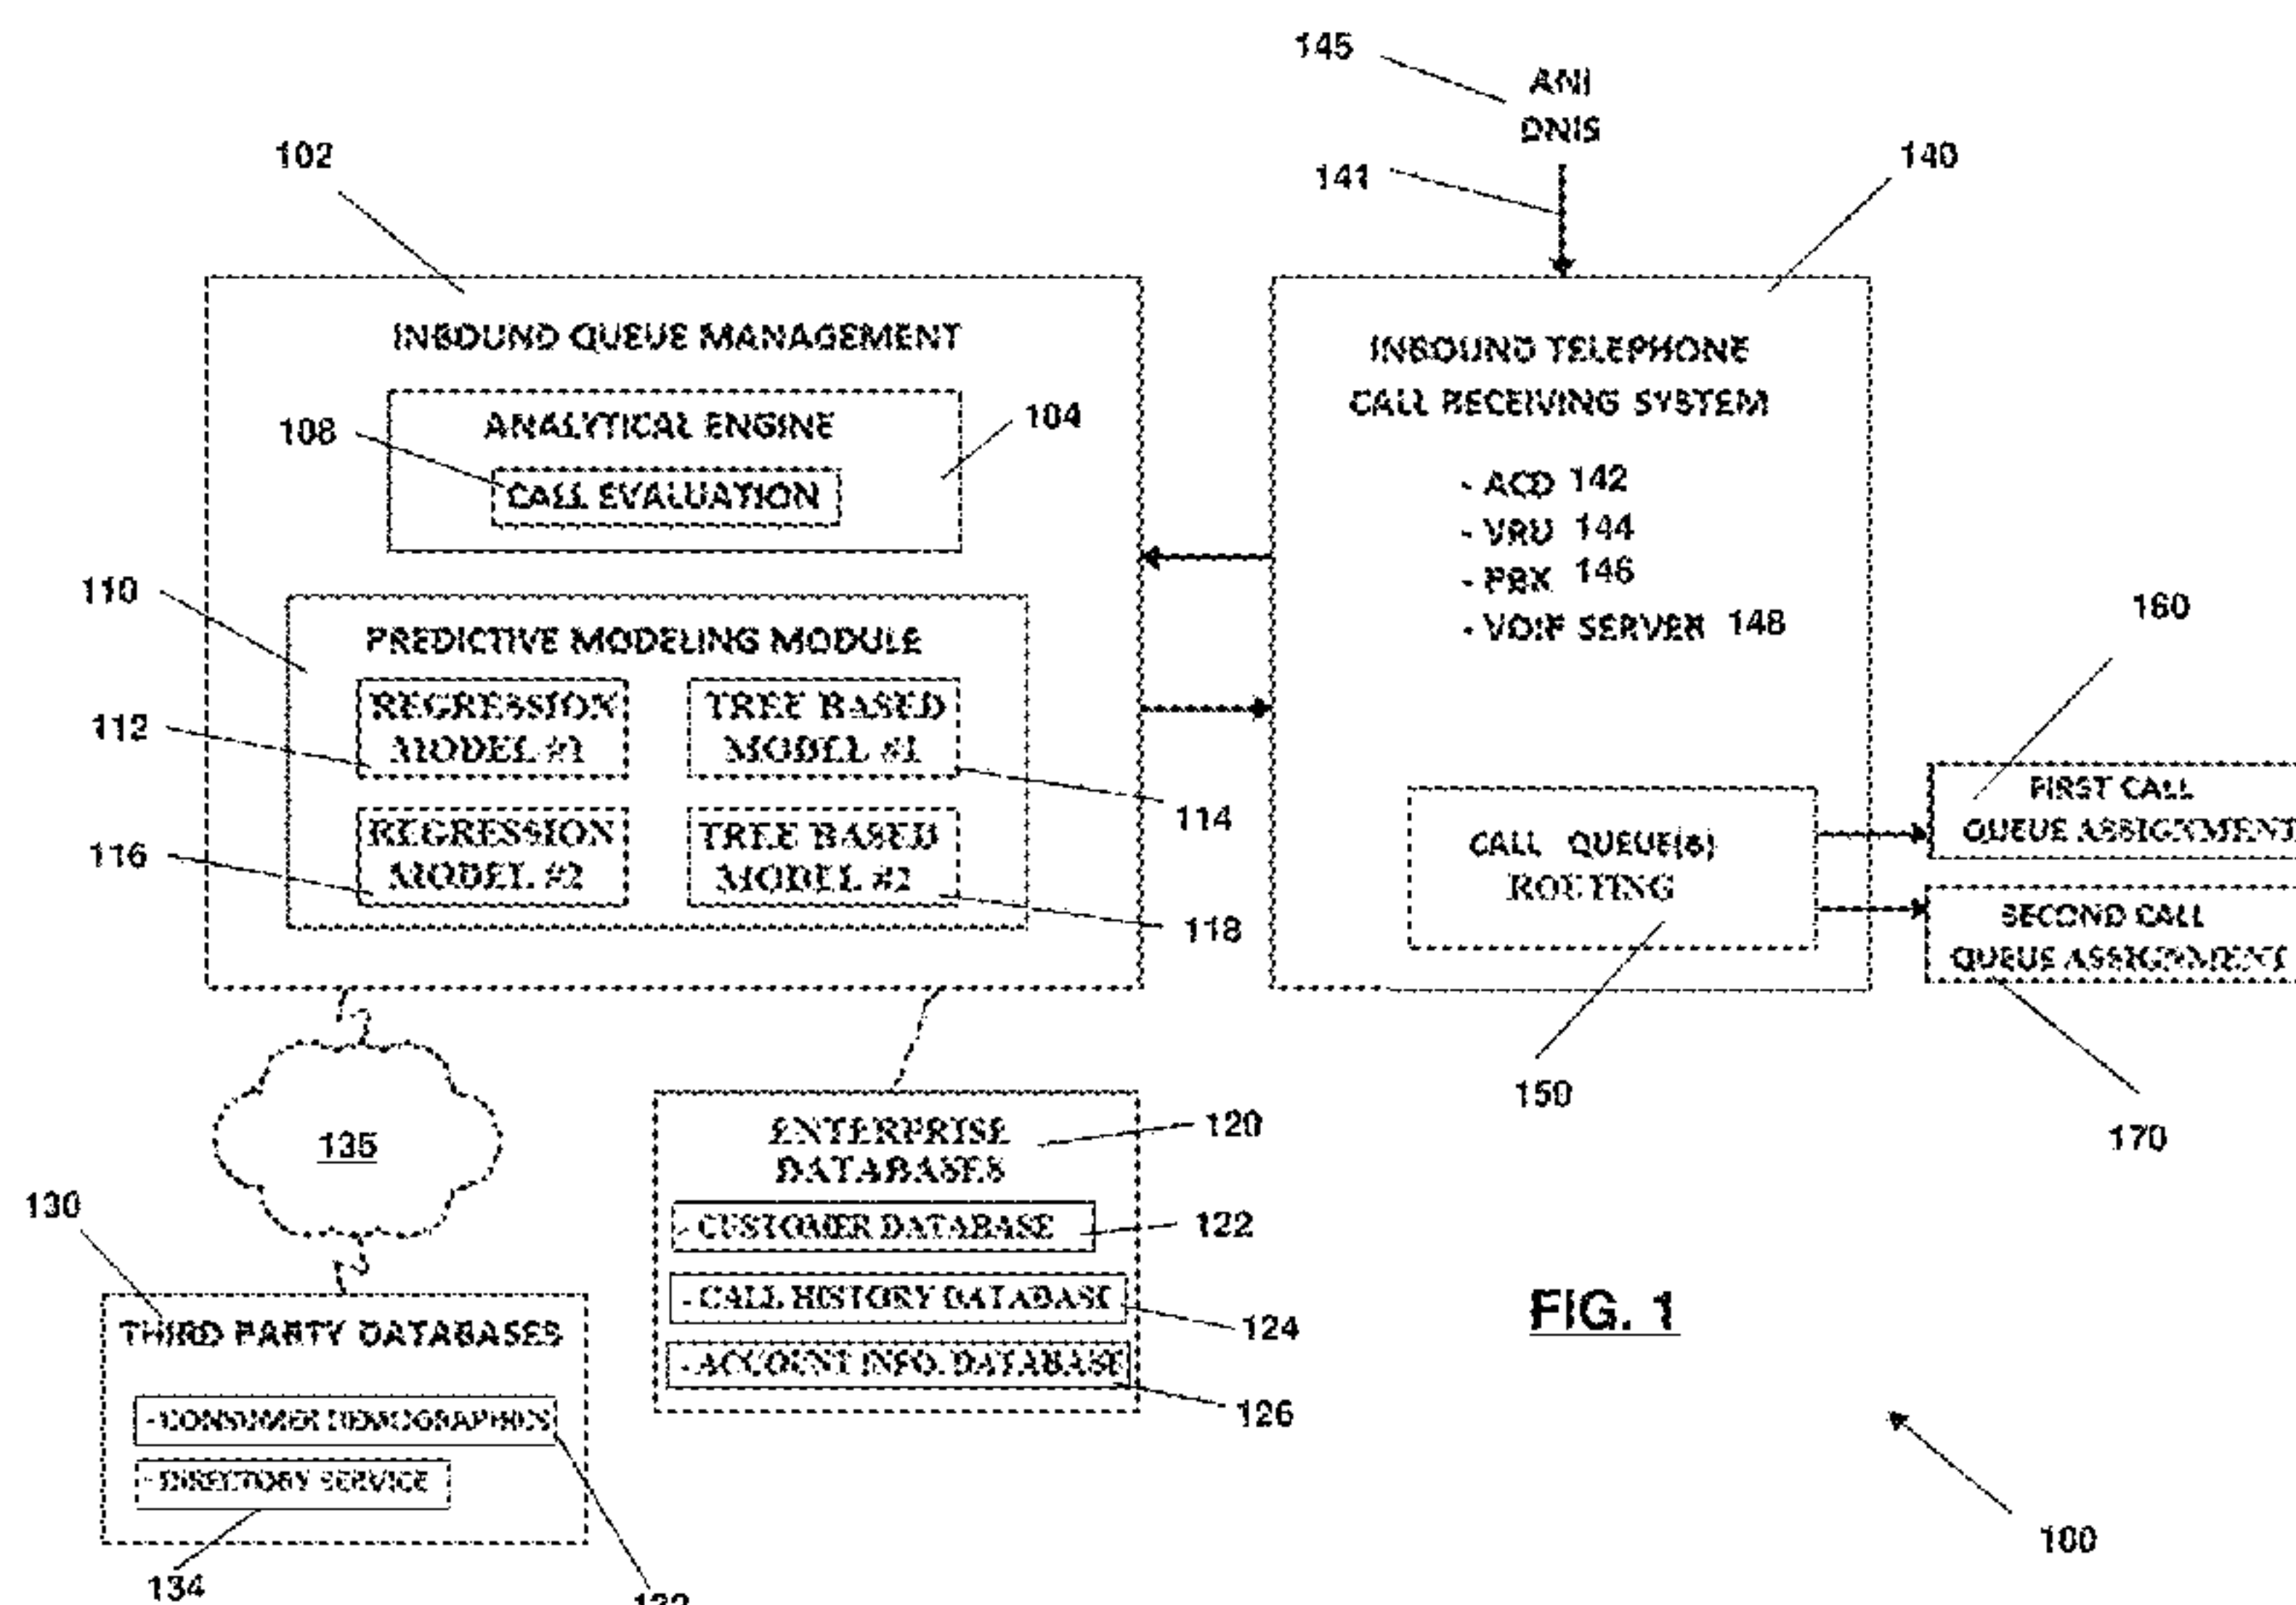 145
ANI
DNIS
102
141
140
INBOUND QUEUE MANAGEMENT
INBOUND TELEPHONE
CALL RECEIVING SYSTEM
ANALYTICAL ENGINE
104
108
CALL EVALUATION
- ACD 142
- VRU 144
- PBX 146
- VOIP SERVER 148
110
PREDICTIVE MODELING MODULE
160
REGRESSION
MODEL #1
TREE BASED
MODEL #1
112
114
REGRESSION
MODEL #2
TREE BASED
MODEL #2
116
118
CALL QUEUE(S)
ROUTING
FIRST CALL
QUEUE ASSIGNMENT
SECOND CALL
QUEUE ASSIGNMENT
150
170
135
ENTERPRISE
DATABASES
120
- CUSTOMER DATABASE
122
- CALL HISTORY DATABASE
124
- ACCOUNT INFO. DATABASE
126
130
THIRD PARTY DATABASES
- CONSUMER DEMOGRAPHICS
- DIRECTORY SERVICE
134
FIG. 1
100